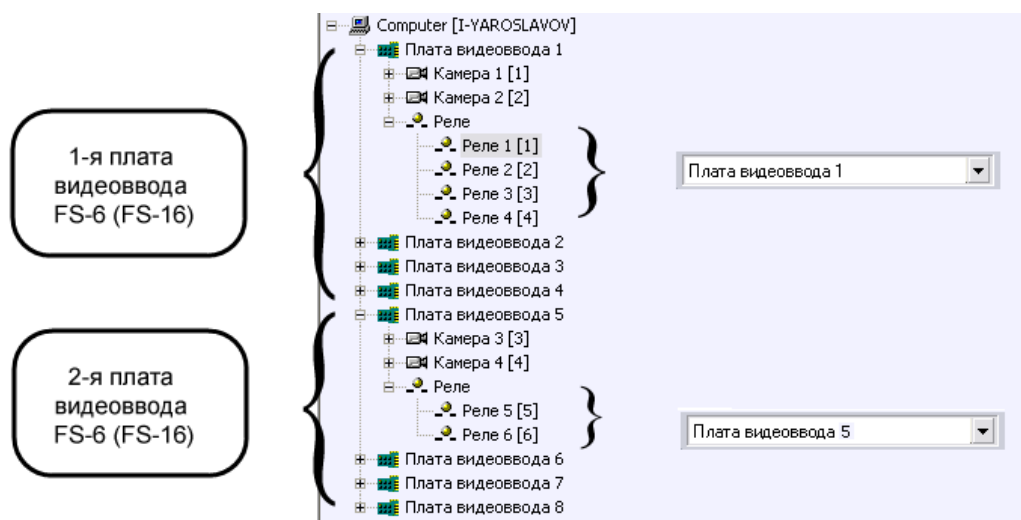 Computer [I-YAROSLAVOV]
Плата видеоввода 1
Камера 1 [1]
Камера 2 [2]
Реле
Реле 1 [1]
Реле 2 [2]
Реле 3 [3]
Реле 4 [4]
Плата видеоввода 2
Плата видеоввода 3
Плата видеоввода 4
Плата видеоввода 5
Камера 3 [3]
Камера 4 [4]
Реле
Реле 5 [5]
Реле 6 [6]
Плата видеоввода 6
Плата видеоввода 7
Плата видеоввода 8
1-я плата
видеоввода
FS-6 (FS-16)
2-я плата
видеоввода
FS-6 (FS-16)
Плата видеоввода 1
Плата видеоввода 5